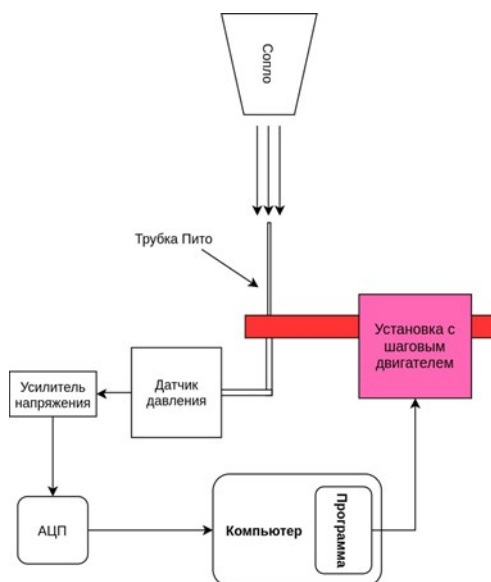 Сопло
Трубка Пито
Установка с
шаговым
двигателем
Датчик
давления
Усилитель
напряжения
АЦП
Компьютер
Программа